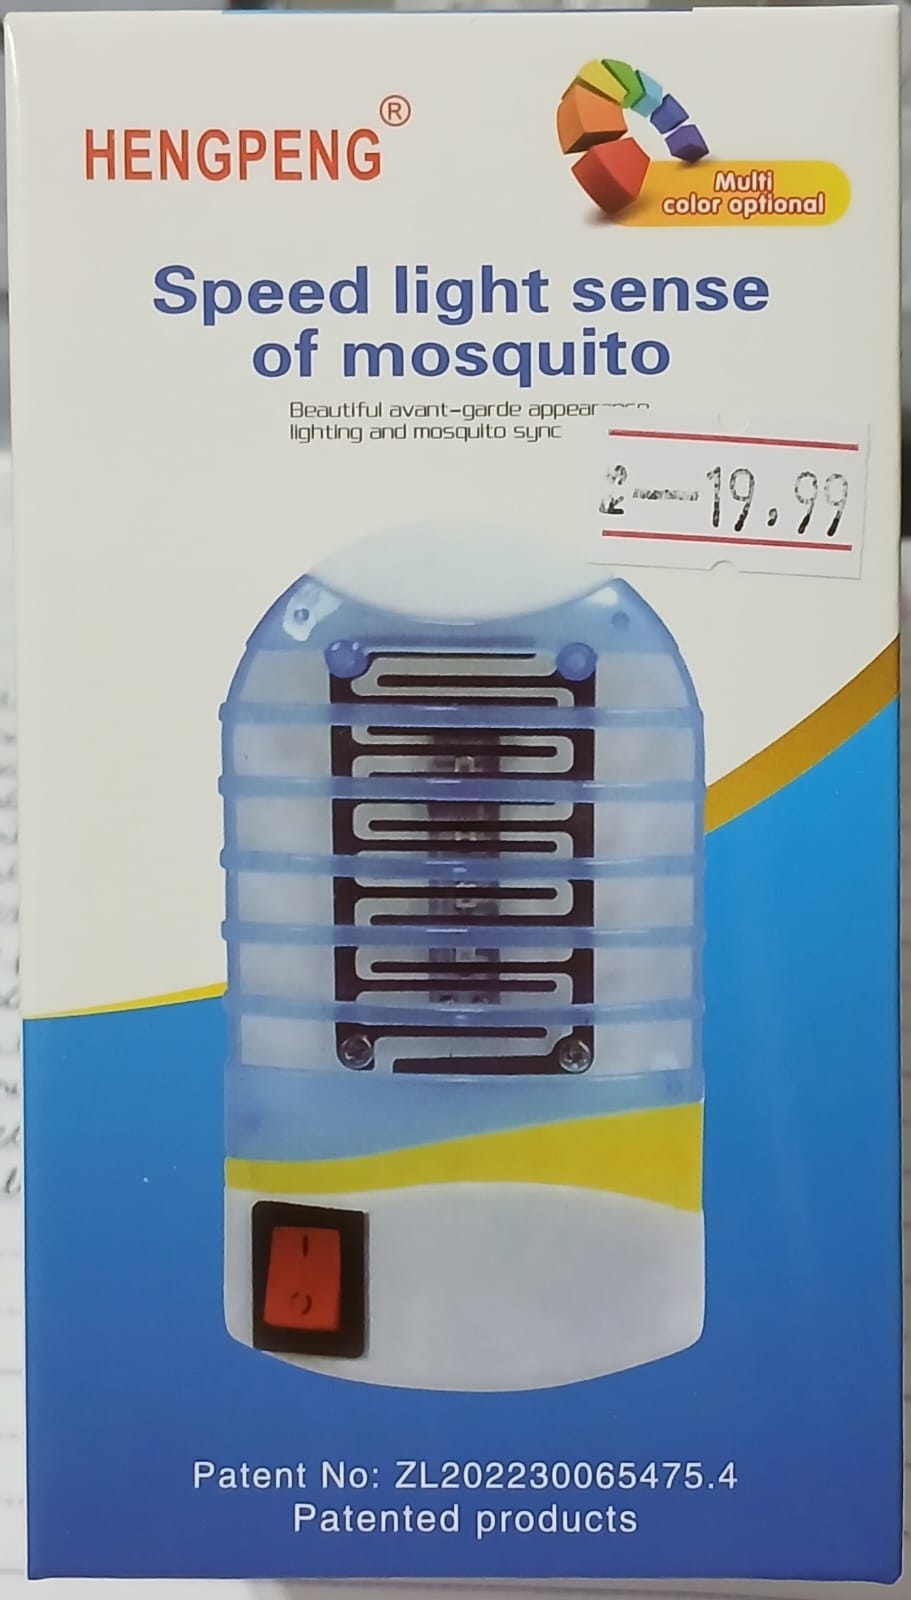 HENGPENG®
Multi
color optional
Speed light sense
of mosquito
Beautiful avant-garde
lighting and mosquito sync
19,99
Patent No: ZL202230065475.4
Patented products